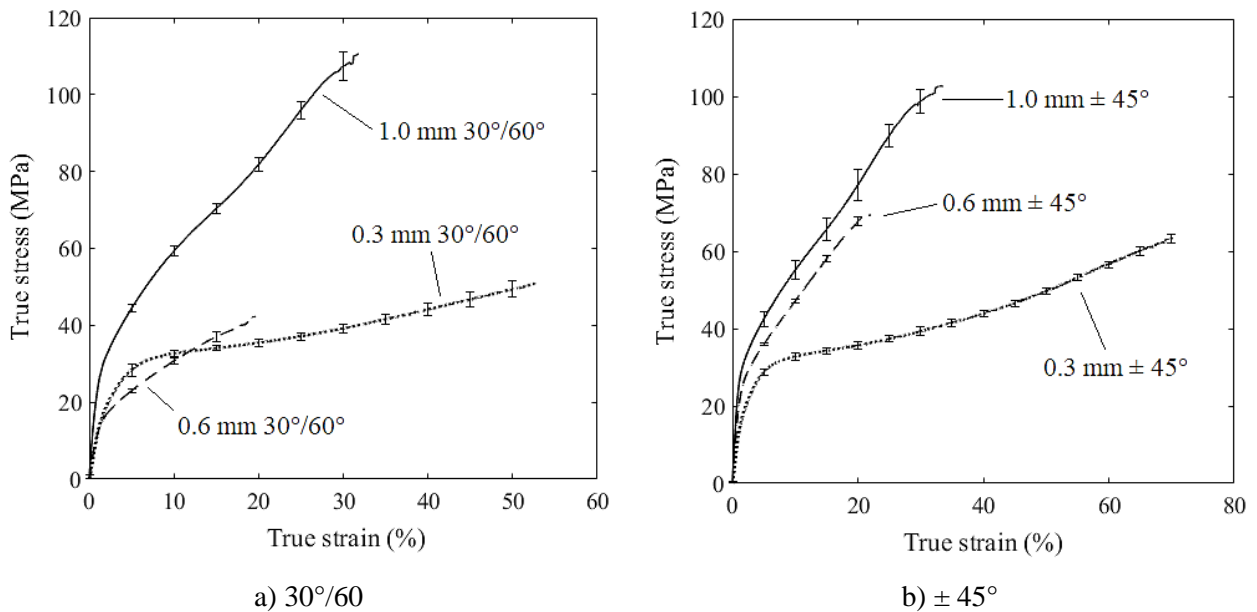 120
100
80
60
40
20
0
0 10 20 30 40 50 60
True stress (MPa)
True strain (%)
1.0 mm 30°/60°
0.3 mm 30°/60°
0.6 mm 30°/60°
a) 30°/60
120
100
80
60
40
20
0
0 20 40 60 80
True stress (MPa)
True strain (%)
1.0 mm ± 45°
0.6 mm ± 45°
0.3 mm ± 45°
b) ± 45°